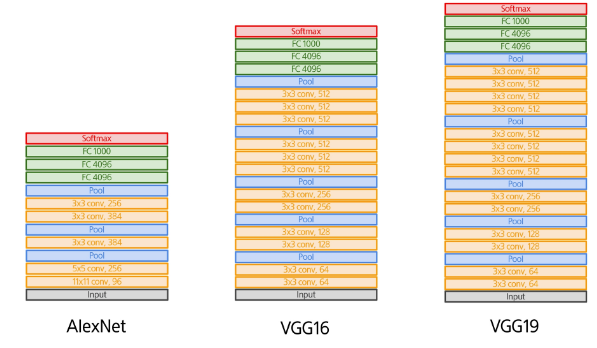 Softmax
FC 1000
FC 4096
FC 4096
Pool
3x3 conv, 256
3x3 conv, 384
Pool
3x3 conv, 384
Pool
5x5 conv, 256
11x11 conv, 96
Input
AlexNet
Softmax
FC 1000
FC 4096
FC 4096
Pool
3x3 conv, 512
3x3 conv, 512
3x3 conv, 512
Pool
3x3 conv, 512
3x3 conv, 512
3x3 conv, 512
Pool
3x3 conv, 256
3x3 conv, 256
Pool
3x3 conv, 128
3x3 conv, 128
Pool
3x3 conv, 64
3x3 conv, 64
Input
VGG16
Softmax
FC 1000
FC 4096
FC 4096
Pool
3x3 conv, 512
3x3 conv, 512
3x3 conv, 512
3x3 conv, 512
Pool
3x3 conv, 512
3x3 conv, 512
3x3 conv, 512
3x3 conv, 512
Pool
3x3 conv, 256
3x3 conv, 256
Pool
3x3 conv, 128
3x3 conv, 128
Pool
3x3 conv, 64
3x3 conv, 64
Input
VGG19